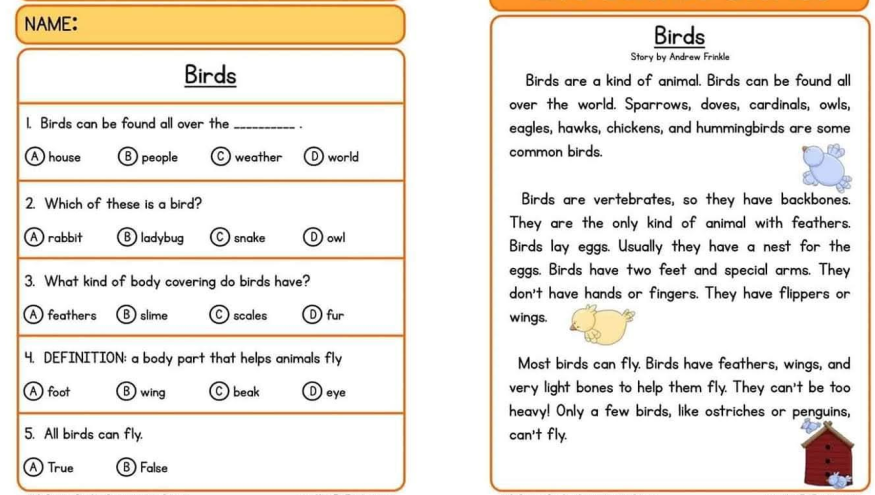 NAME:
Birds
1. Birds can be found all over the __________ .
A house B people C weather D world
2. Which of these is a bird?
A rabbit B ladybug C snake D owl
3. What kind of body covering do birds have?
A feathers B slime C scales D fur
4. DEFINITION: a body part that helps animals fly
A foot B wing C beak D eye
5. All birds can fly.
A True B False
Birds
Story by Andrew Frinkle
Birds are a kind of animal. Birds can be found all
over the world. Sparrows, doves, cardinals, owls,
eagles, hawks, chickens, and hummingbirds are some
common birds.
Birds are vertebrates, so they have backbones.
They are the only kind of animal with feathers.
Birds lay eggs. Usually they have a nest for the
eggs. Birds have two feet and special arms. They
don't have hands or fingers. They have flippers or
wings.
Most birds can fly. Birds have feathers, wings, and
very light bones to help them fly. They can't be too
heavy! Only a few birds, like ostriches or penguins,
can't fly.